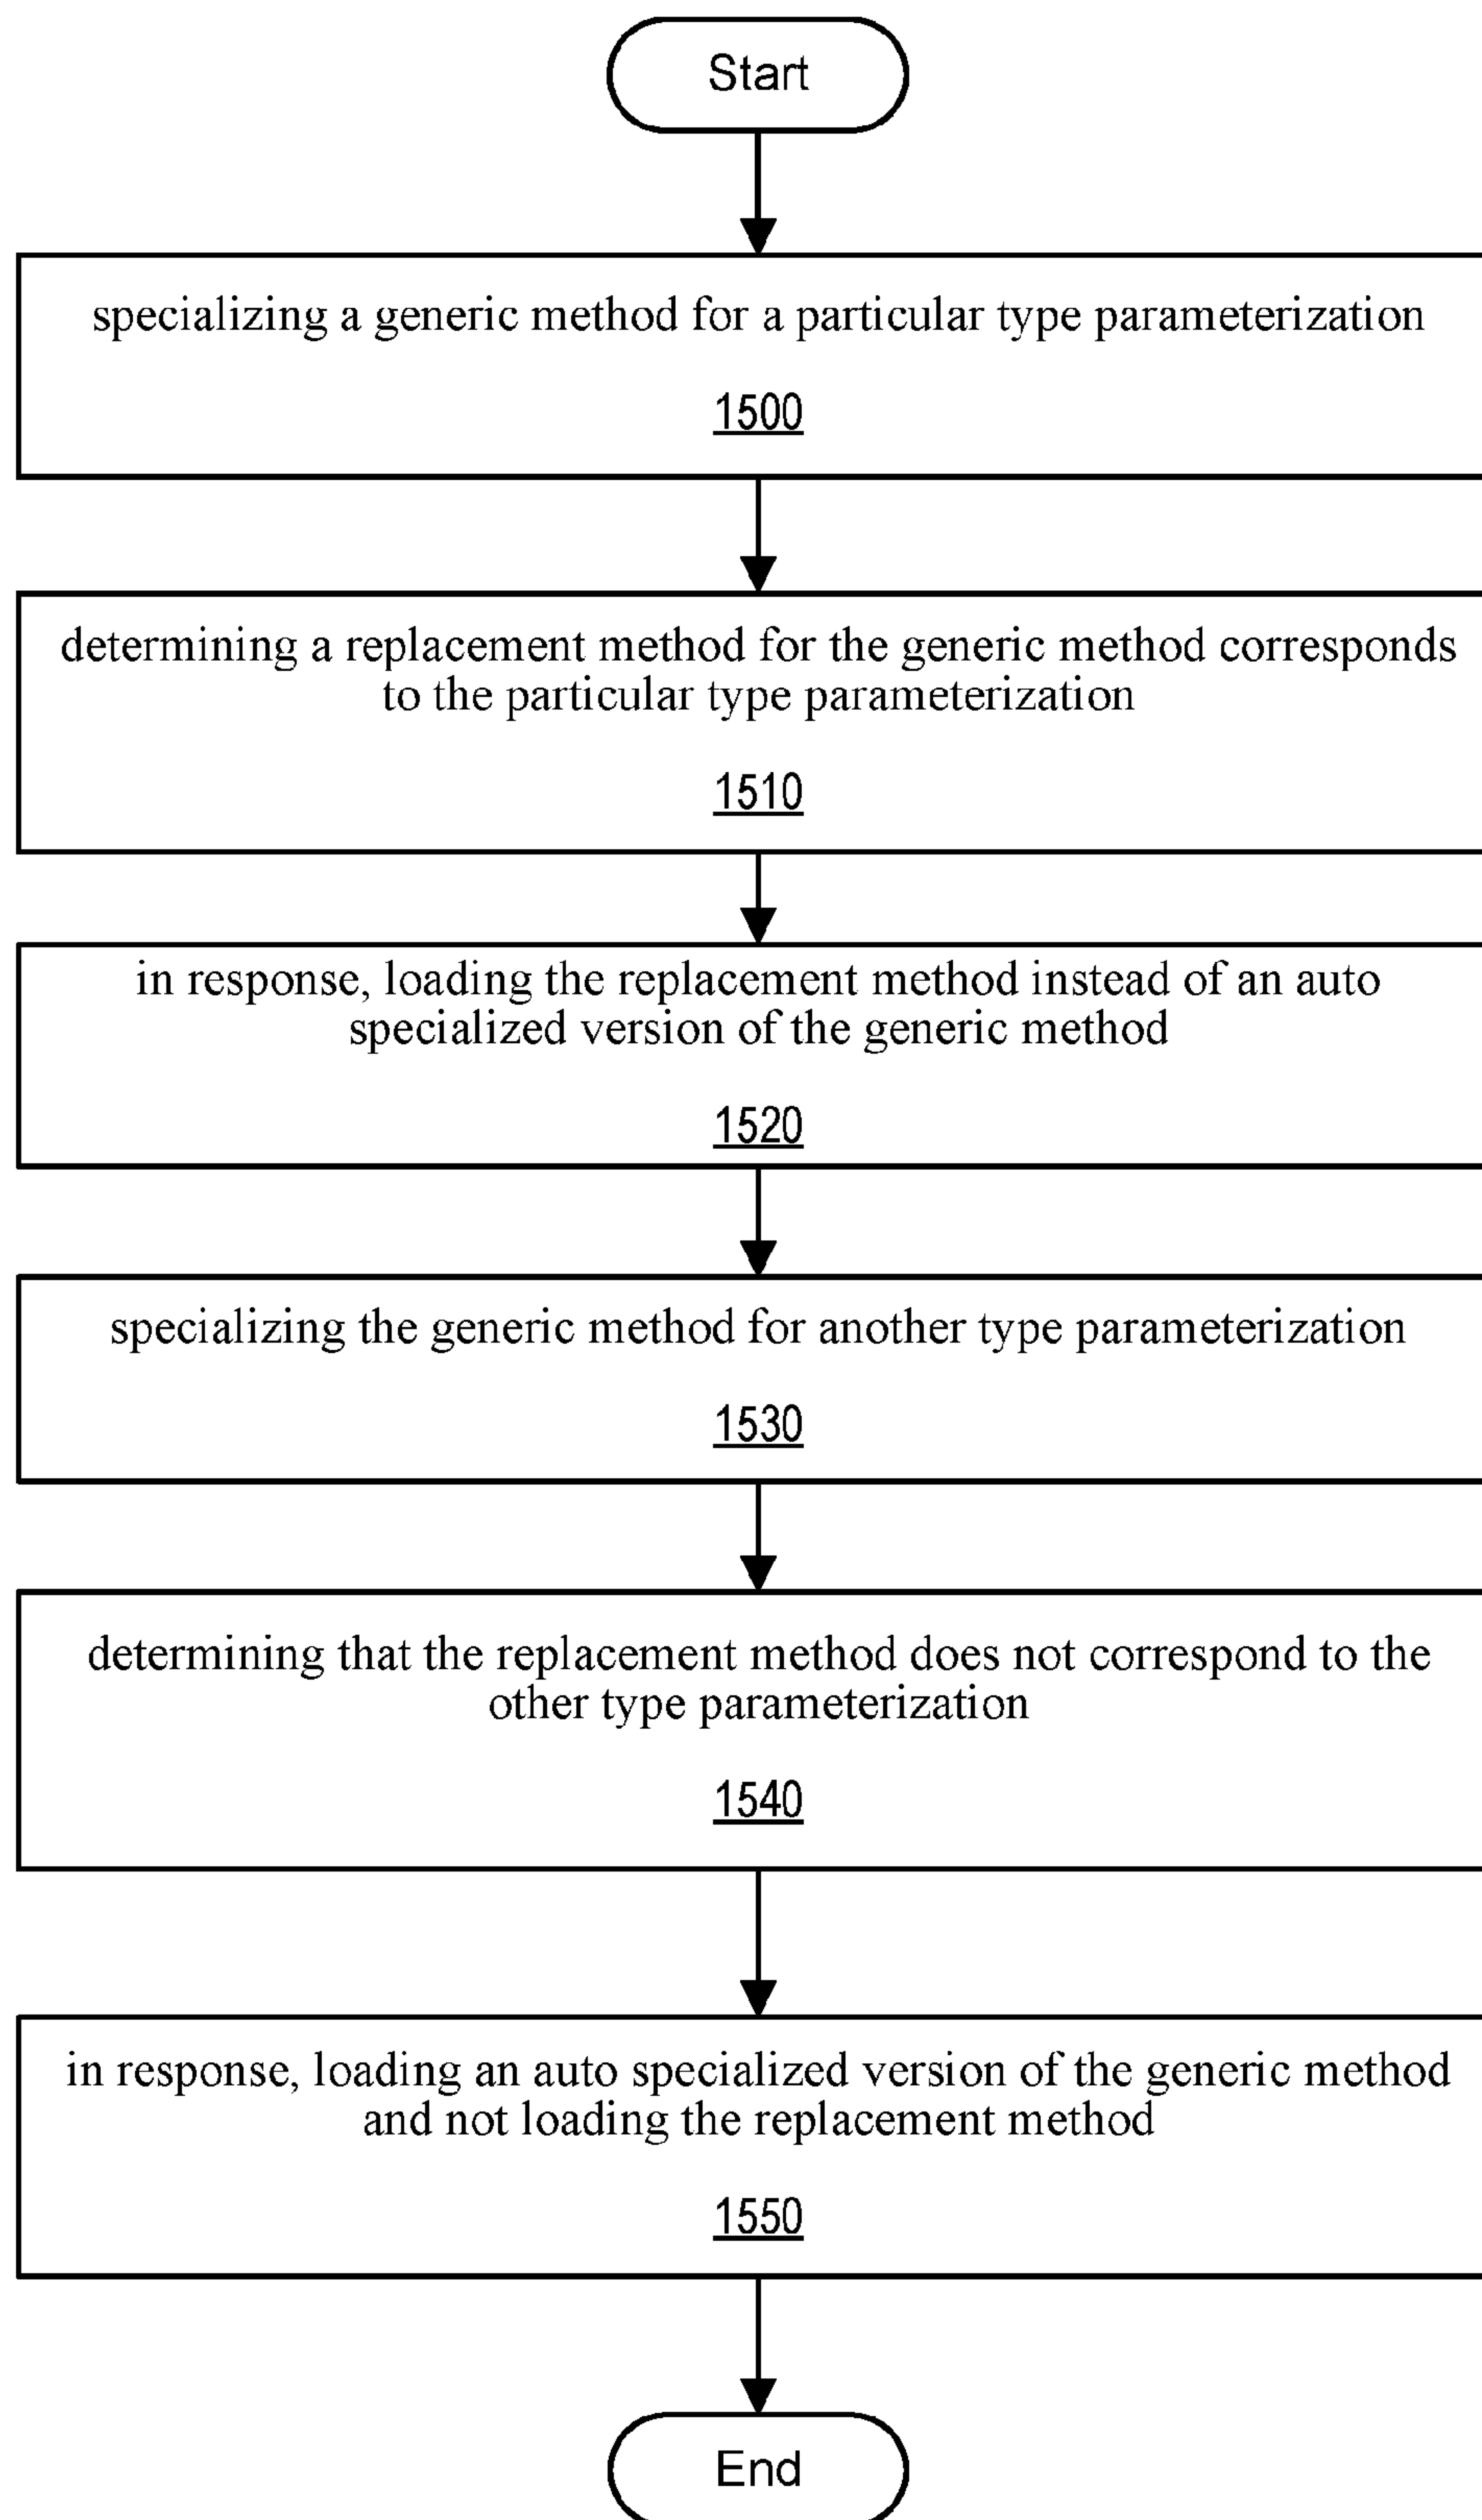 Start
specializing a generic method for a particular type parameterization
1500
determining a replacement method for the generic method corresponds
to the particular type parameterization
1510
in response, loading the replacement method instead of an auto
specialized version of the generic method
1520
specializing the generic method for another type parameterization
1530
determining that the replacement method does not correspond to the
other type parameterization
1540
in response, loading an auto specialized version of the generic method
and not loading the replacement method
1550
End